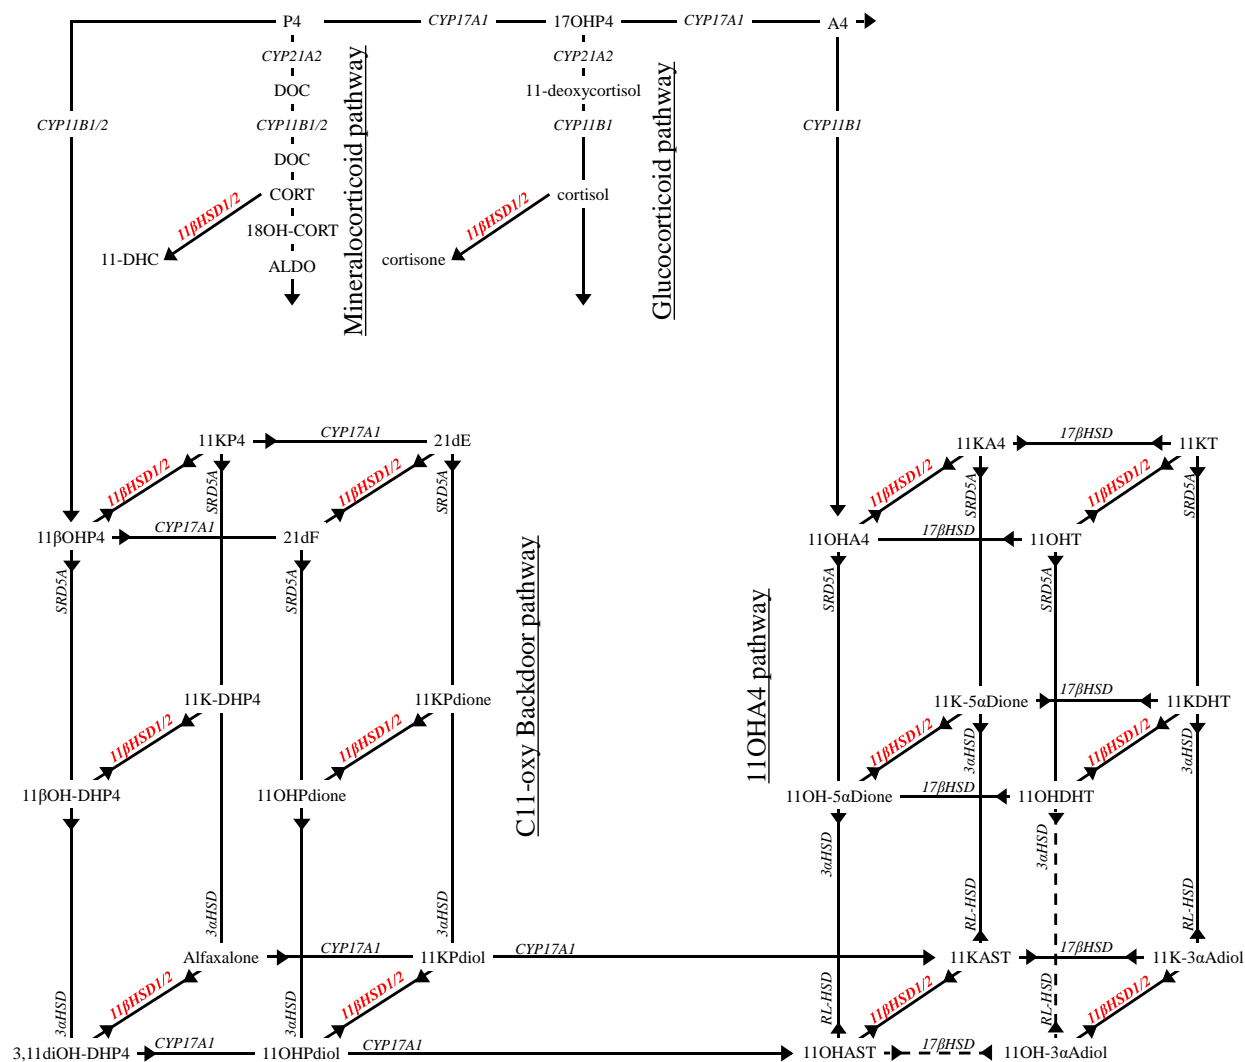 P4 CYP17A1 17OHP4 CYP17A1 A4
CYP21A2 CYP21A2
DOC 11-deoxycortisol
CYP11B1/2 CYP11B1/2 CYP11B1 CYP11B1
DOC
CORT cortisol
11βHSD1/2 11βHSD1/2
18OH-CORT
11-DHC ALDO cortisone
Mineralocorticoid pathway
Glucocorticoid pathway
11KP4 CYP17A1 21dE 11KA4 17βHSD 11KT
11βHSD1/2 SRD5A 11βHSD1/2 SRD5A 11βHSD1/2 SRD5A 11βHSD1/2 SRD5A
11βOHP4 CYP17A1 21dF 11OHA4 17βHSD 11OHT
SRD5A SRD5A SRD5A SRD5A
C11-oxy Backdoor pathway
11OHA4 pathway
11K-DHP4 11KPdione 11K-5αDione 17βHSD 11KDHT
11βHSD1/2 11βHSD1/2 11βHSD1/2 3αHSD 11βHSD1/2 3αHSD
11βOH-DHP4 11OHPdione 11OH-5αDione 17βHSD 11OHDHT
3αHSD 3αHSD
3αHSD 3αHSD RL-HSD RL-HSD
Alfaxalone CYP17A1 11KPdiol CYP17A1 11KAST 17βHSD 11K-3αAdiol
3αHSD 11βHSD1/2 3αHSD 11βHSD1/2 RL-HSD 11βHSD1/2 RL-HSD 11βHSD1/2
3,11diOH-DHP4 CYP17A1 11OHPdiol CYP17A1 11OHAST 17βHSD 11OH-3αAdiol